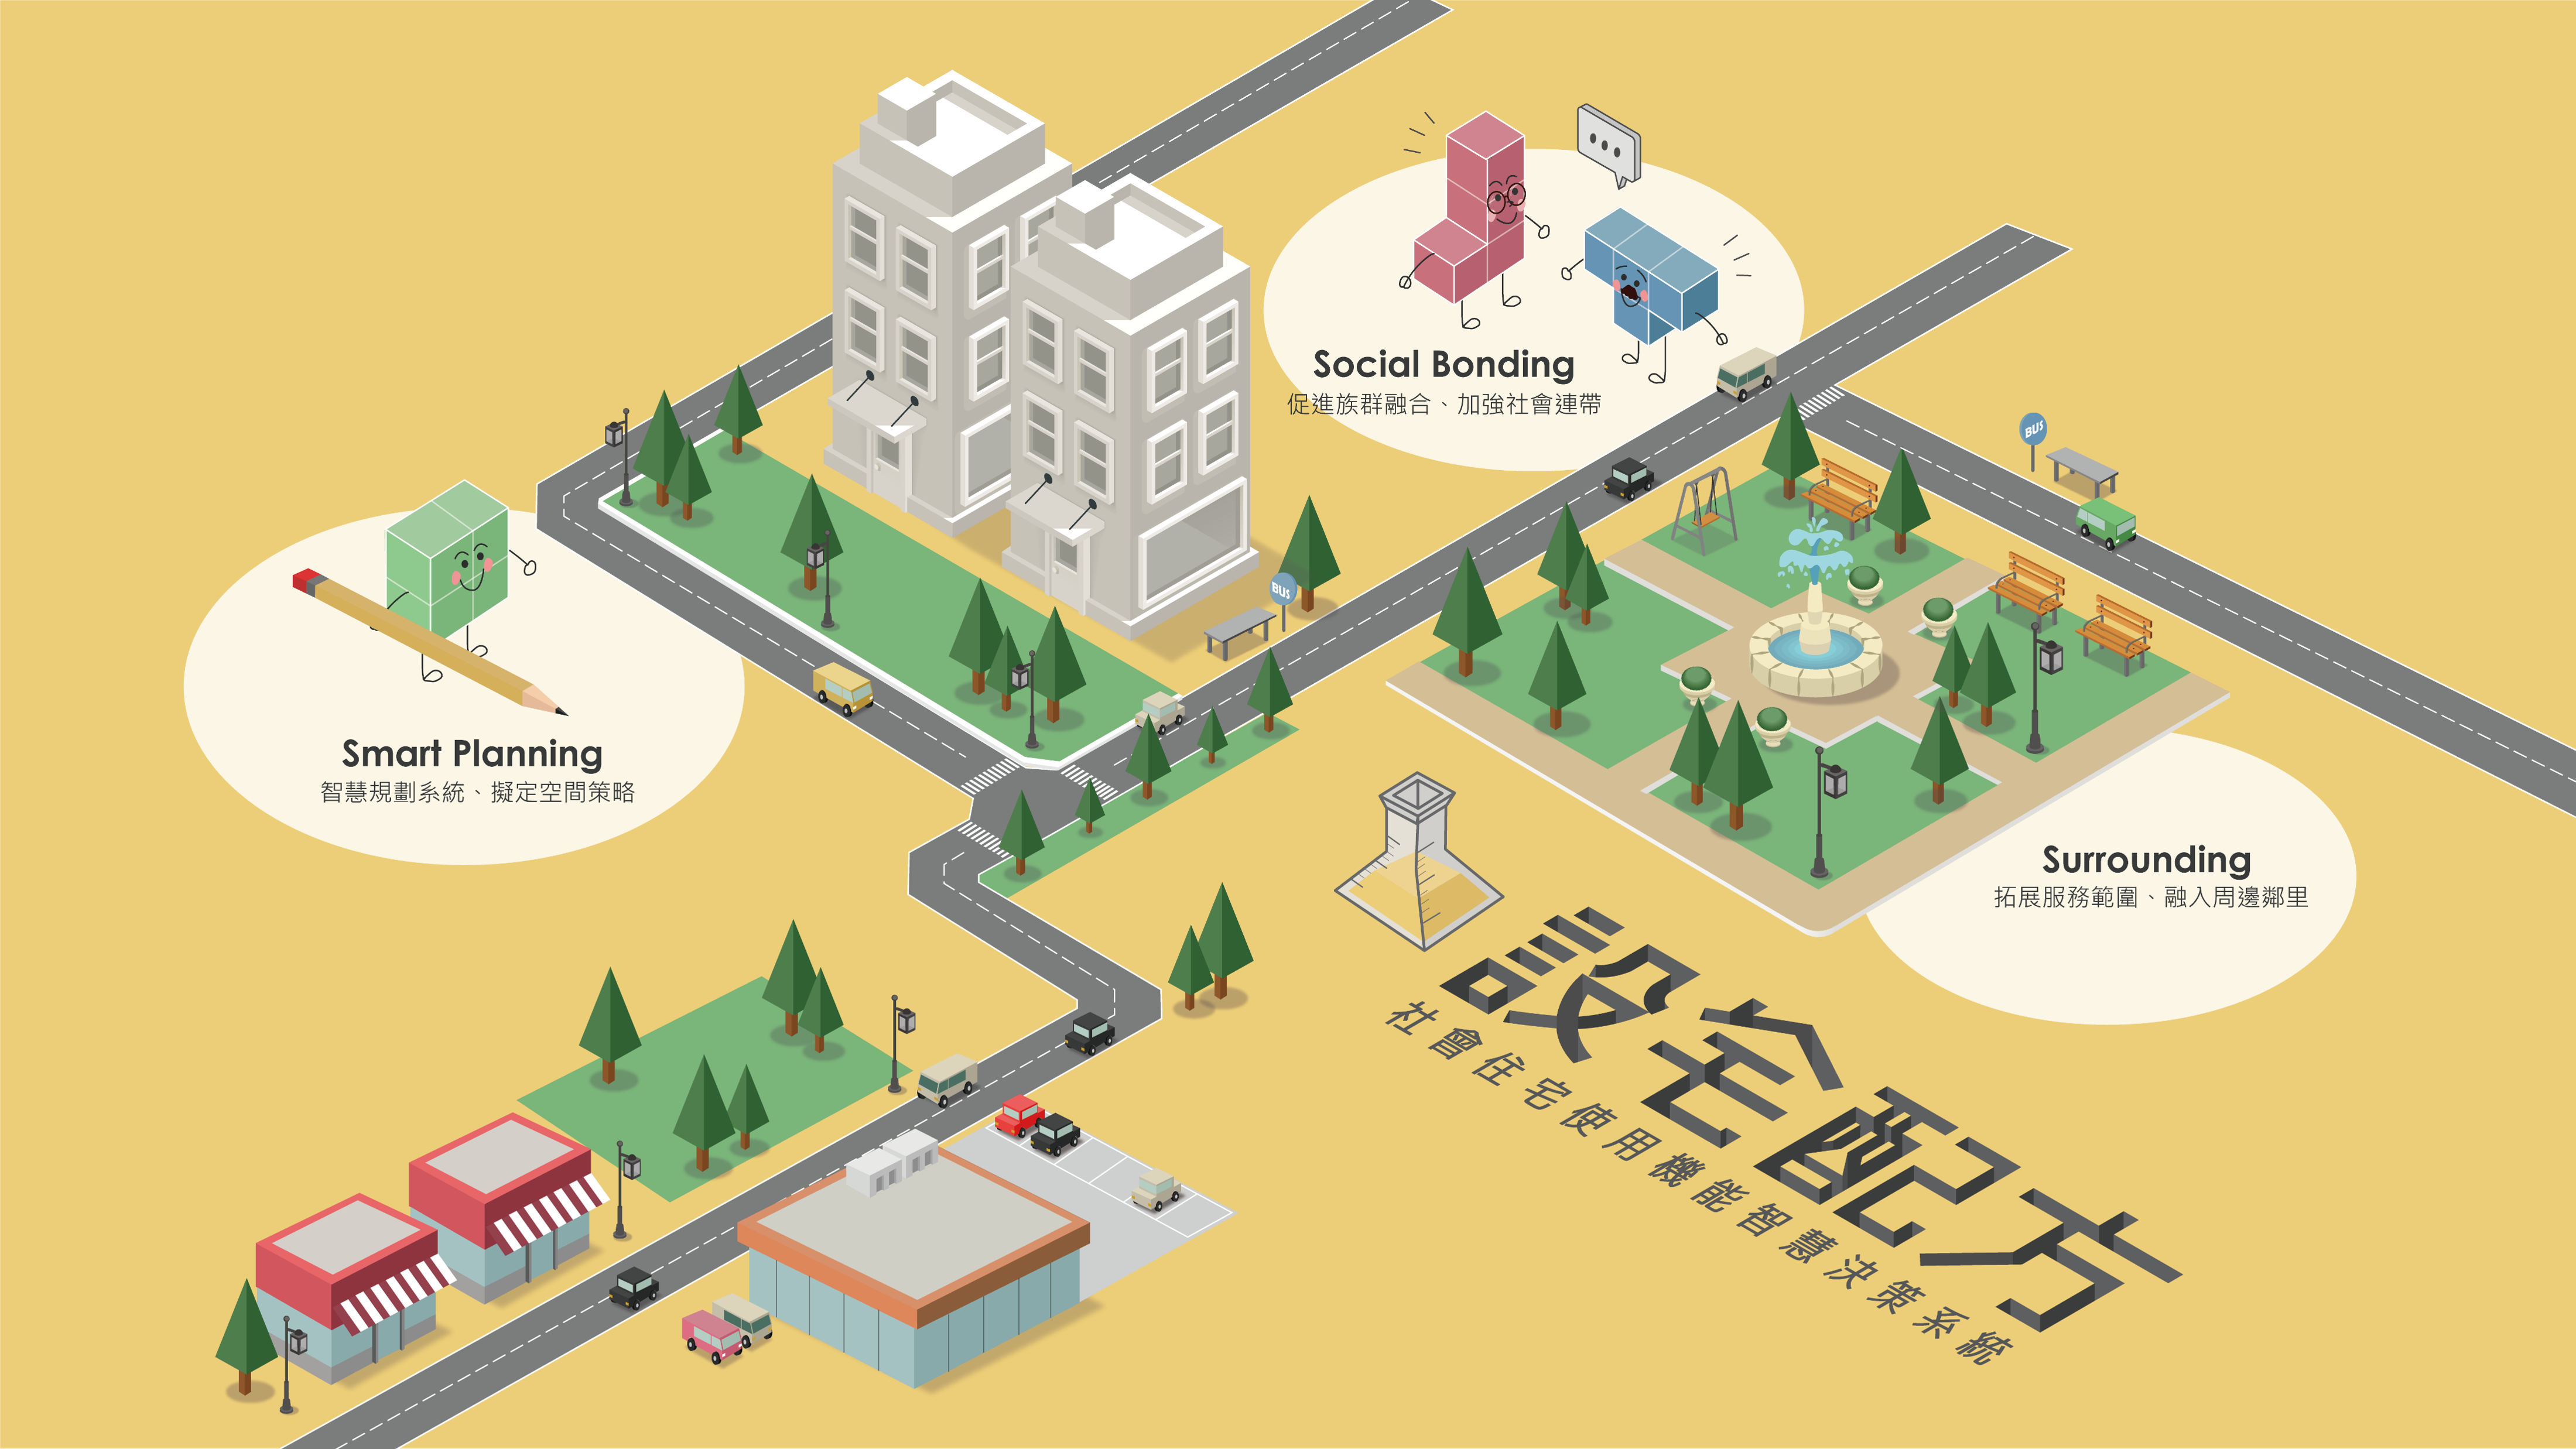 Social Bonding
促進族群融合、加強社會連帶
BUS
BUS
Smart Planning
智慧規劃系統、擬定空間策略
Surrounding
拓展服務範圍、融入周邊鄰里
設宅配方
社會住宅使用機能智慧決策系統